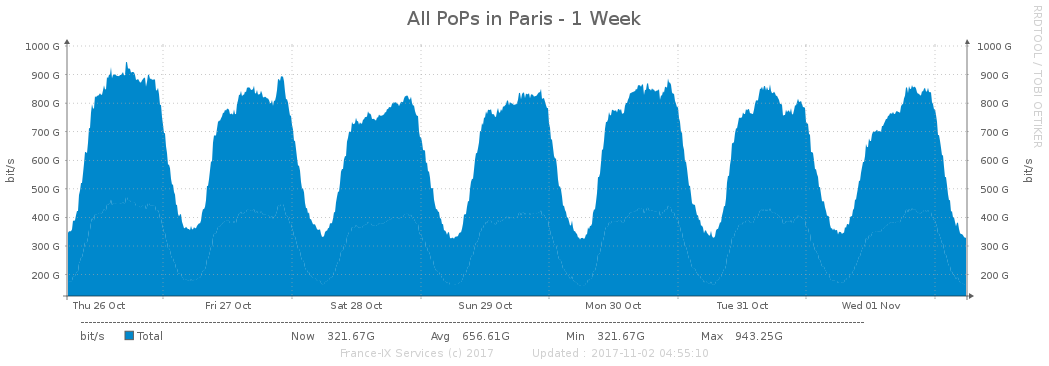 All PoPs in Paris - 1 Week
RRDTOOL / TOBI OETIKER
bit/s
1000 G 1000 G
900 G 900 G
800 G 800 G
700 G 700 G
600 G 600 G
500 G 500 G
400 G 400 G
300 G 300 G
200 G 200 G
bit/s
Thu 26 Oct Fri 27 Oct Sat 28 Oct Sun 29 Oct Mon 30 Oct Tue 31 Oct Wed 01 Nov
bit/s Total Now 321.67G Avg 656.61G Min 321.67G Max 943.25G
France-IX Services (c) 2017 Updated : 2017-11-02 04:55:10